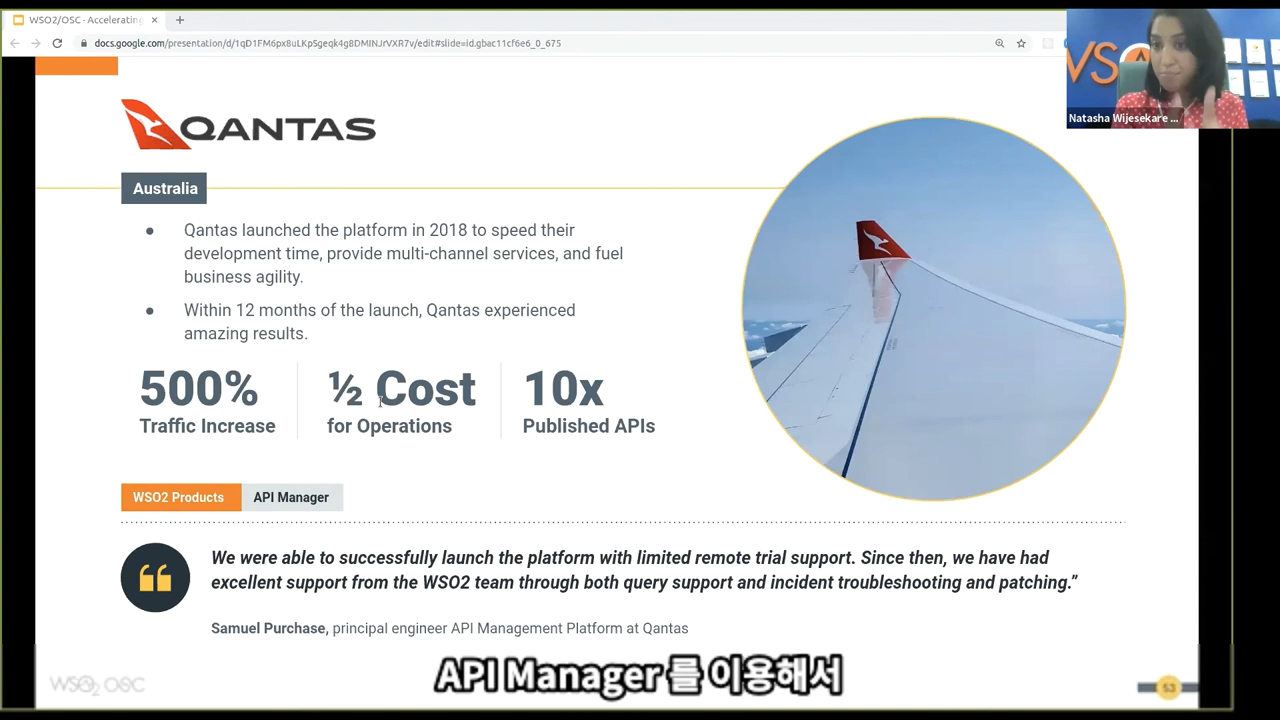 WSO2/OSC - Accelerating
docs.google.com/presentation/d/1qD1FM6px8uLKpSgeqk4g8DMINJrVXR7v/edit#slide=id.gbac11cf6e6_0_675
WSO
Natasha Wijesekare ...
QANTAS
Australia
● Qantas launched the platform in 2018 to speed their
development time, provide multi-channel services, and fuel
business agility.
● Within 12 months of the launch, Qantas experienced
amazing results.
500% ½ Cost 10x
Traffic Increase for Operations Published APIs
WSO2 Products API Manager
We were able to successfully launch the platform with limited remote trial support. Since then, we have had
excellent support from the WSO2 team through both query support and incident troubleshooting and patching.”
Samuel Purchase, principal engineer API Management Platform at Qantas
API Manager 를 이용해서
WSO2 OSC
53